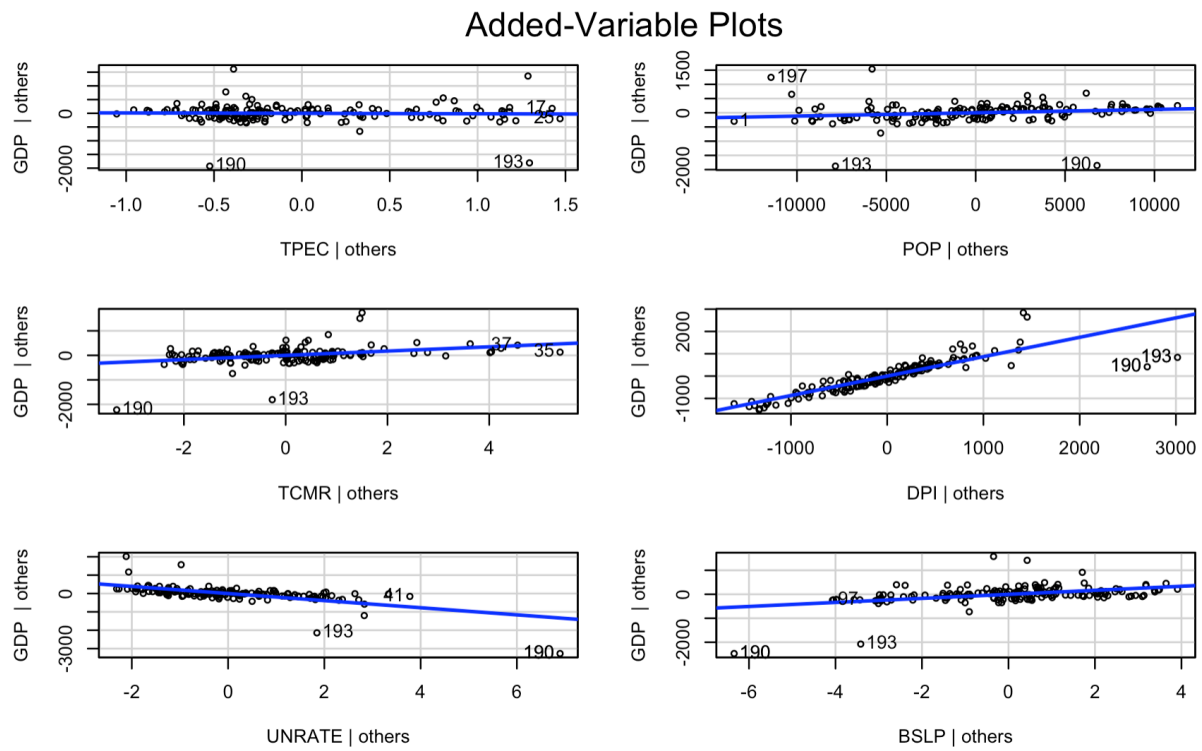 Added-Variable Plots
GDP | others
0
-2000
190
193
17
25
-1.0 -0.5 0.0 0.5 1.0 1.5
TPEC | others
GDP | others
1500
0
-2000
197
1
193
190
-10000 -5000 0 5000 10000
POP | others
GDP | others
0
-2000
190
193
37
35
-2 0 2 4
TCMR | others
GDP | others
2000
-1000
190
193
-1000 0 1000 2000 3000
DPI | others
GDP | others
0
-3000
41
193
190
-2 0 2 4 6
UNRATE | others
GDP | others
0
-2000
97
190
193
-6 -4 -2 0 2 4
BSLP | others